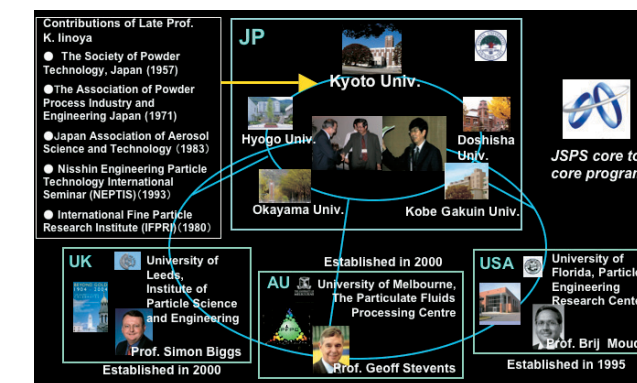 Contributions of Late Prof.
K. Iinoya
● The Society of Powder
Technology, Japan (1957)
●The Association of Powder
Process Industry and
Engineering Japan (1971)
●Japan Association of Aerosol
Science and Technology (1983)
● Nisshin Engineering Particle
Technology International
Seminar (NEPTIS)(1993)
● International Fine Particle
Research Institute (IFPRI)(1980)
JP
Kyoto Univ.
Hyogo Univ.
Doshisha
Univ.
Okayama Univ.
Kobe Gakuin Univ.
JSPS core to
core program
UK
University of
Leeds,
Institute of
Particle Science
and Engineering
Prof. Simon Biggs
Established in 2000
Established in 2000
AU
University of Melbourne,
The Particulate Fluids
Processing Centre
Prof. Geoff Stevents
USA
University of
Florida, Particle
Engineering
Research Cent
Prof. Brij Moud
Established in 1995